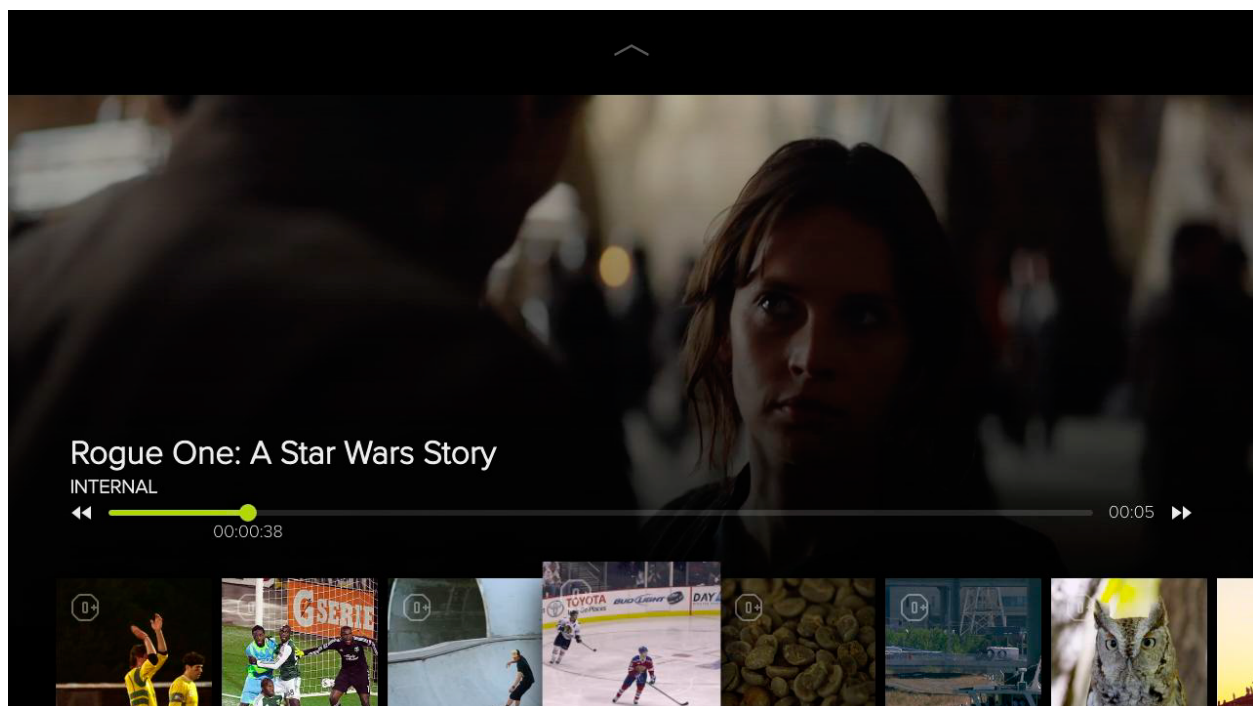 Rogue One: A Star Wars Story
INTERNAL
00:05
00:00:38
G SERIE
TOYOTA
BUD LIGHT
DAY